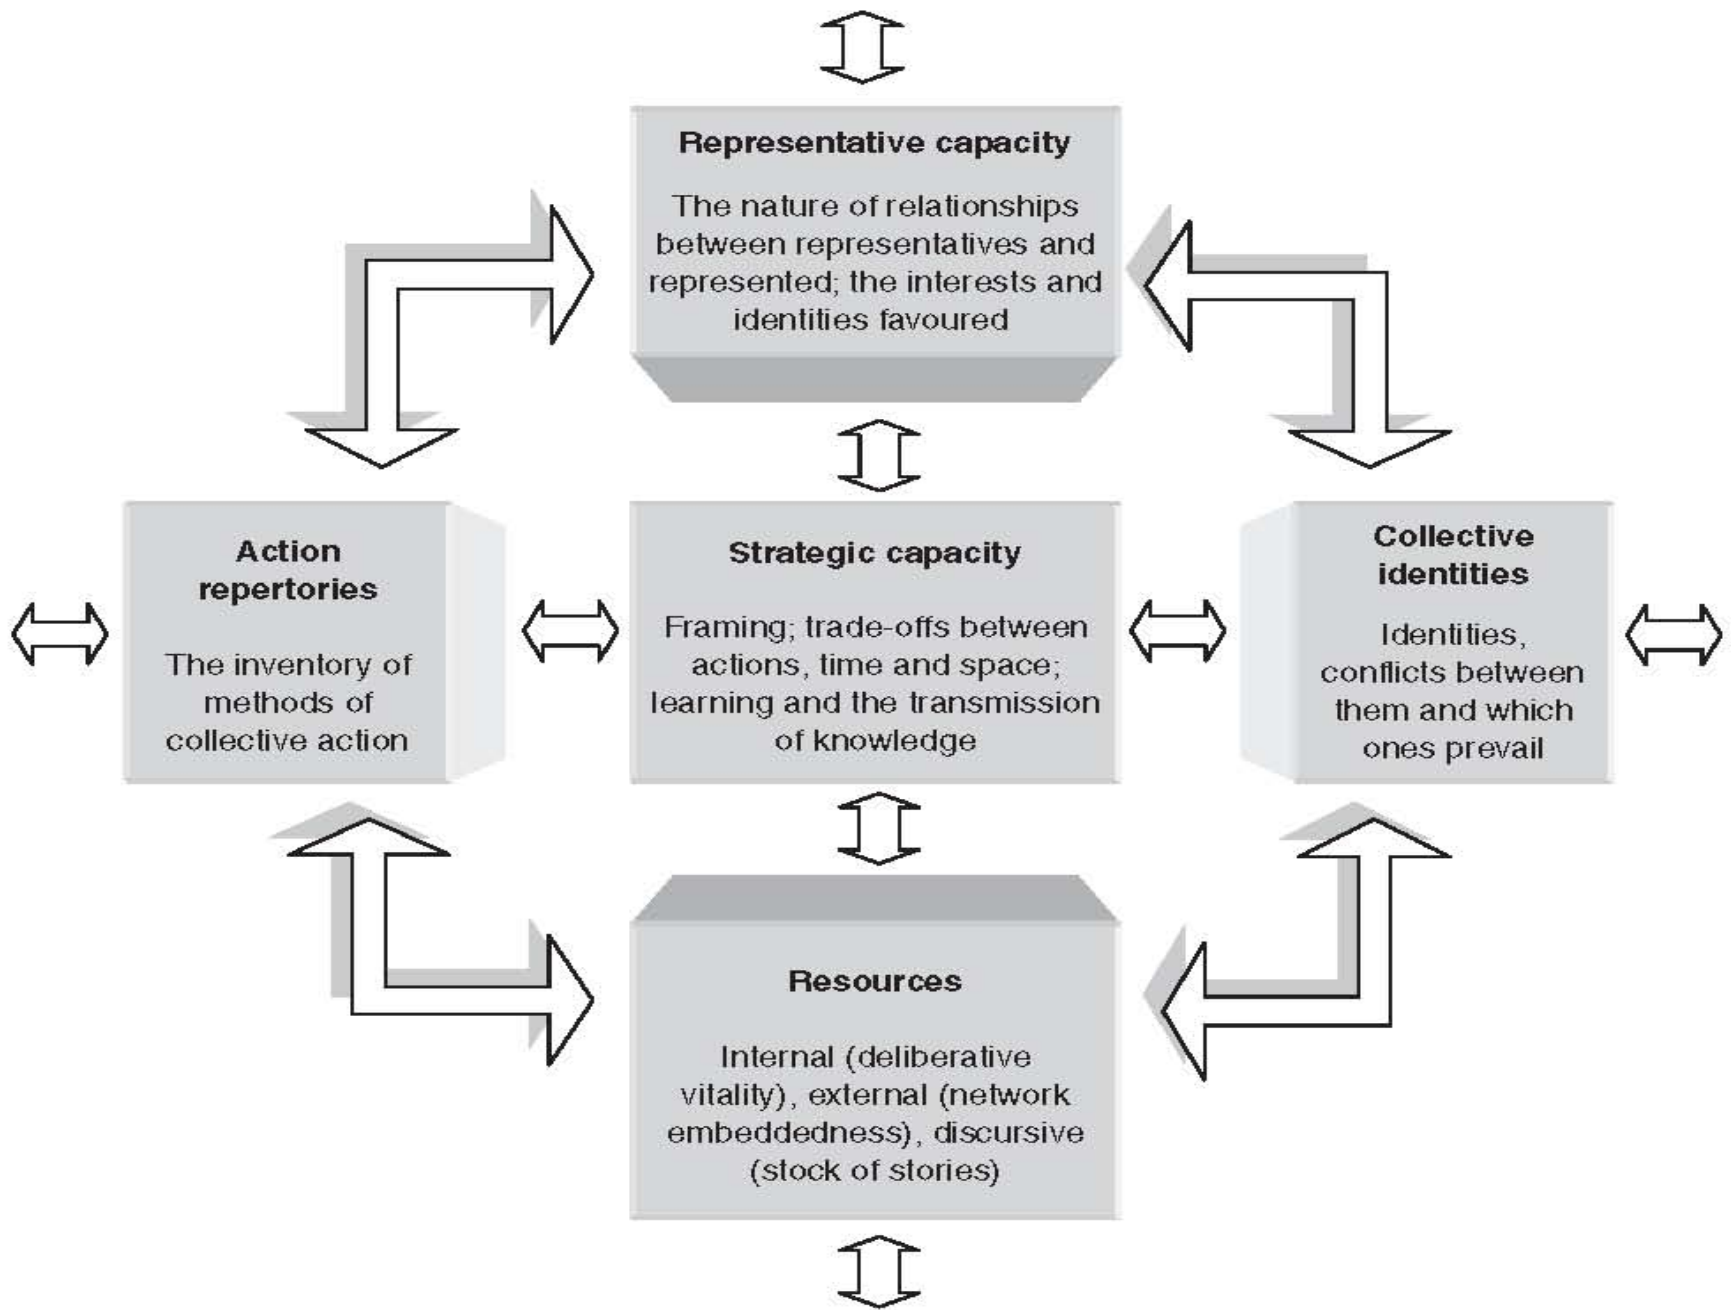 Representative capacity
The nature of relationships
between representatives and
represented; the interests and
identities favoured
Action
repertories
The inventory of
methods of
collective action
Strategic capacity
Framing; trade-offs between
actions, time and space;
learning and the transmission
of knowledge
Collective
identities
Identities,
conflicts between
them and which
ones prevail
Resources
Internal (deliberative
vitality), external (network
embeddedness), discursive
(stock of stories)